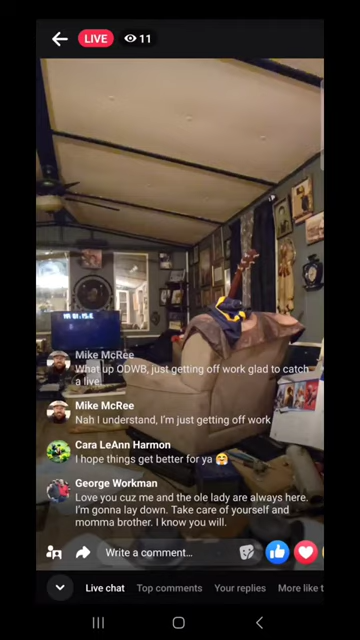 LIVE
11
Mike McRee
What up ODWB, just getting off work glad to catch
a live.
Mike McRee
Nah I understand, I'm just getting off work
Cara LeAnn Harmon
I hope things get better for ya 🤗
George Workman
Love you cuz me and the ole lady are always here.
I'm gonna lay down. Take care of yourself and
momma brother. I know you will.
Write a comment...
Live chat
Top comments
Your replies
More like t